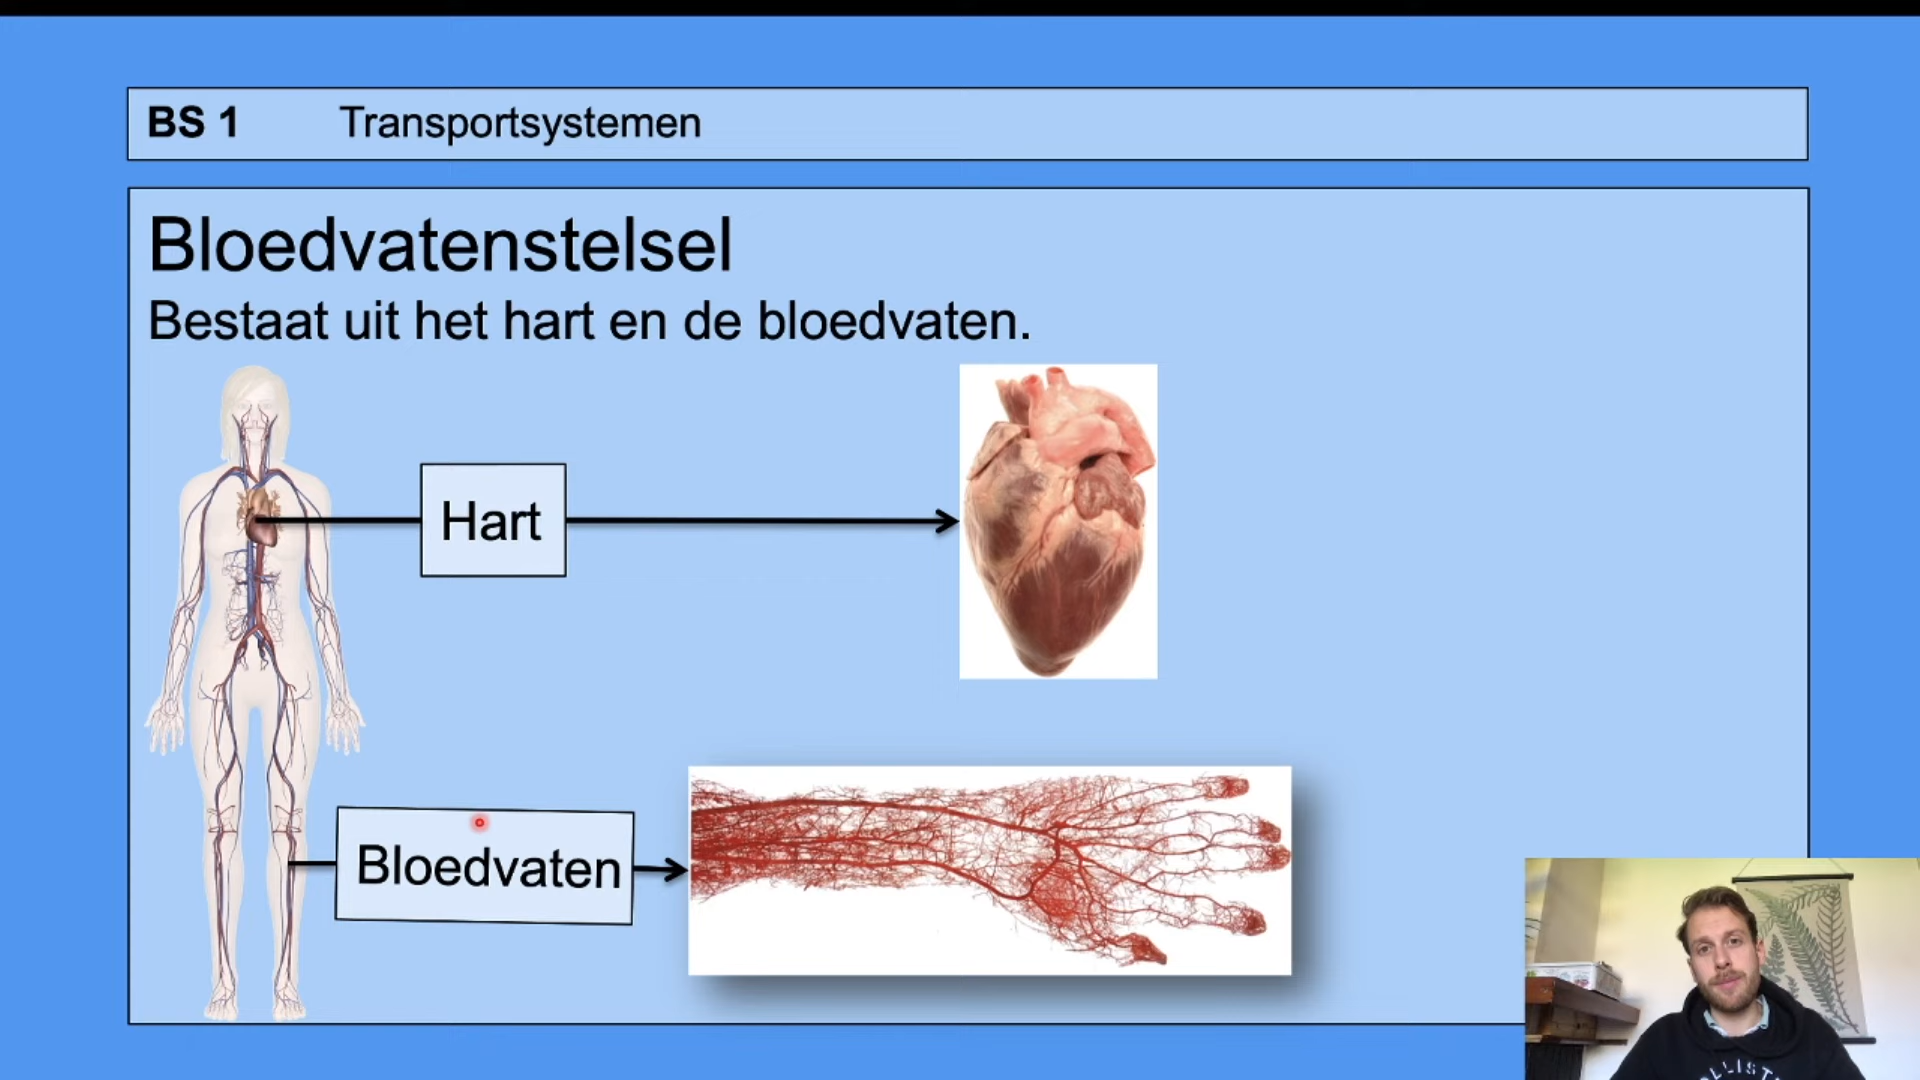 BS 1 Transportsystemen
Bloedvatenstelsel
Bestaat uit het hart en de bloedvaten.
Hart
Bloedvaten